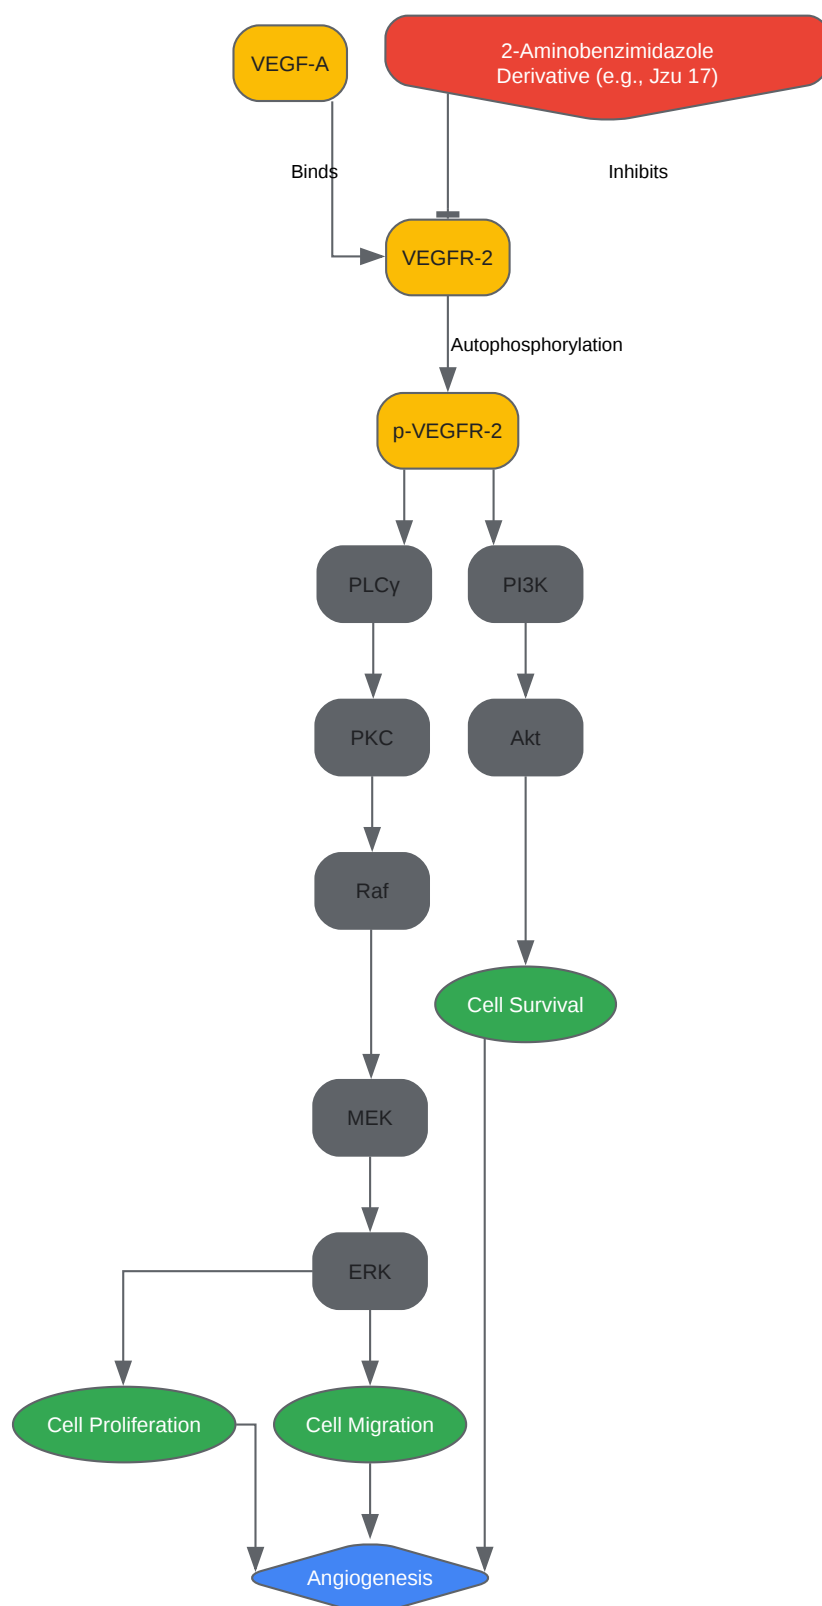 VEGF-A
2-Aminobenzimidazole
Derivative (e.g., Jzu 17)
Binds
Inhibits
VEGFR-2
Autophosphorylation
p-VEGFR-2
PLCγ
PI3K
PKC
Akt
Raf
Cell Survival
MEK
ERK
Cell Proliferation
Cell Migration
Angiogenesis